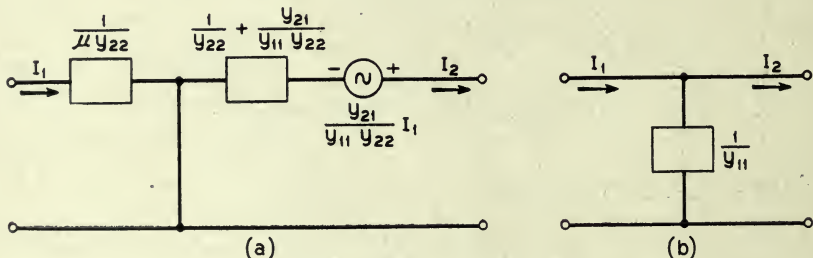 1/(μ y22)
1/y22 + y21/(y11 y22)
I1
- +
I2
y21/(y11 y22) I1
(a)
I1
I2
1/y11
(b)